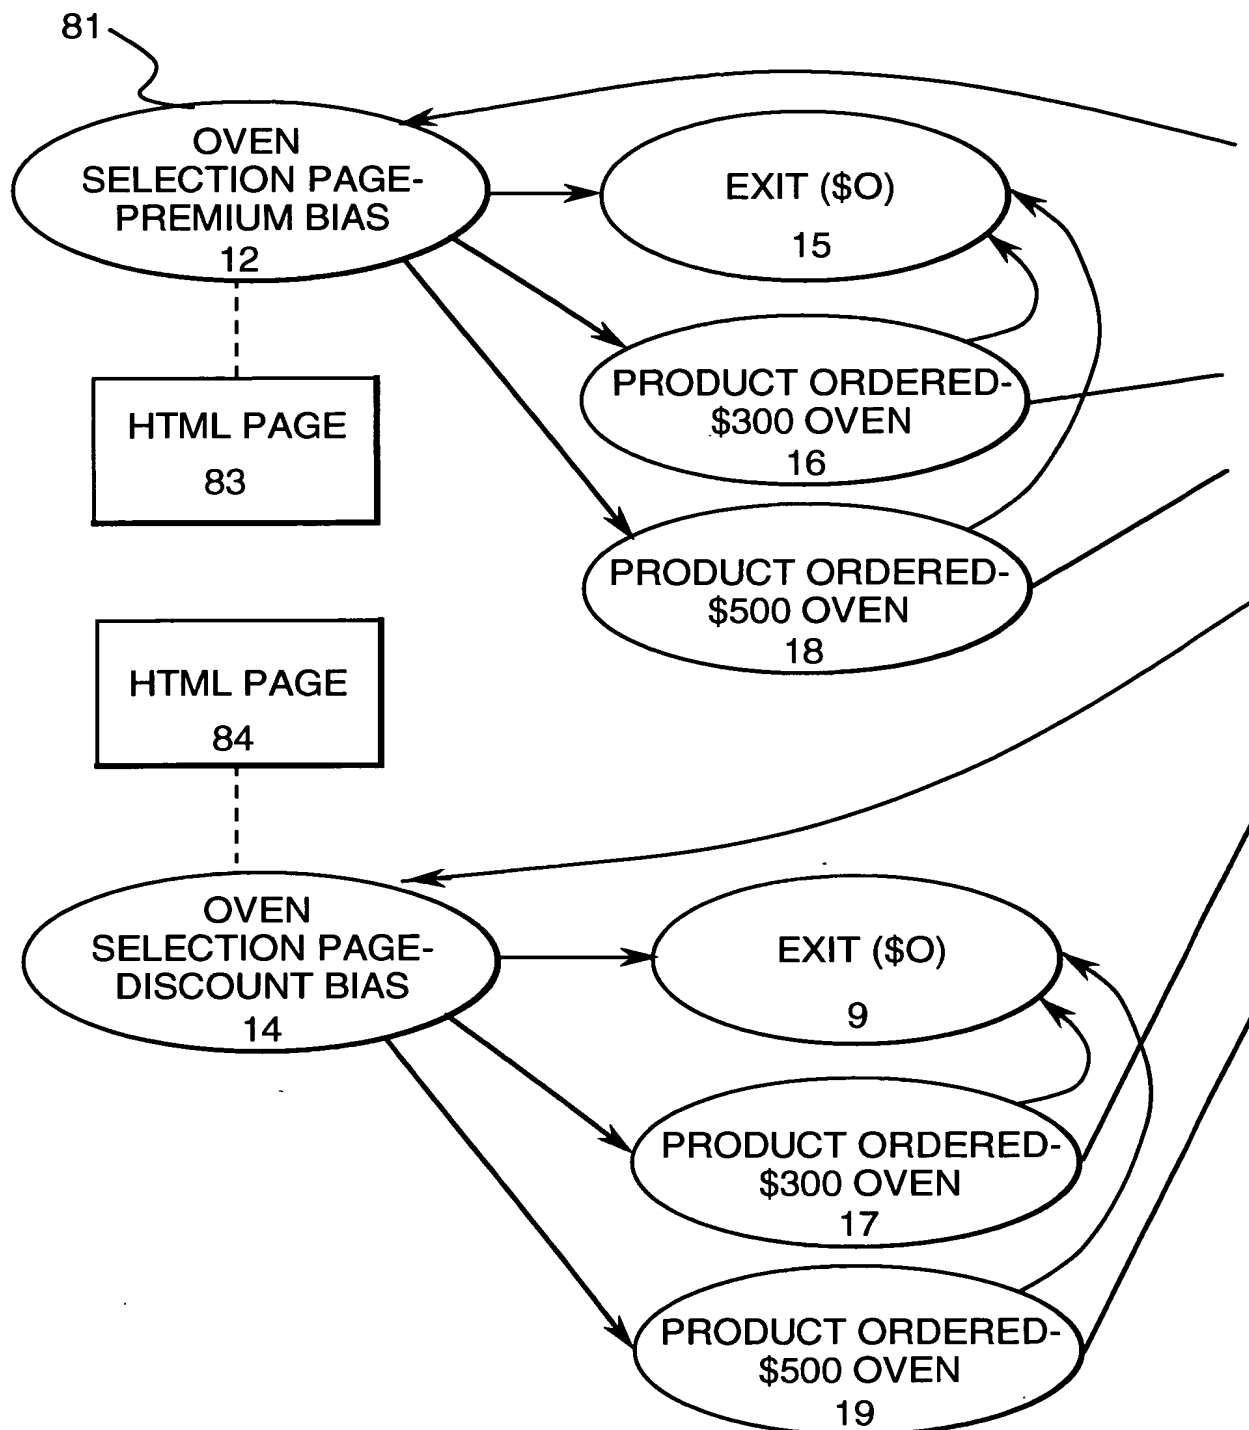 81
OVEN
SELECTION PAGE-
PREMIUM BIAS
12
EXIT ($O)
15
PRODUCT ORDERED-
$300 OVEN
16
HTML PAGE
83
PRODUCT ORDERED-
$500 OVEN
18
HTML PAGE
84
OVEN
SELECTION PAGE-
DISCOUNT BIAS
14
EXIT ($O)
9
PRODUCT ORDERED-
$300 OVEN
17
PRODUCT ORDERED-
$500 OVEN
19